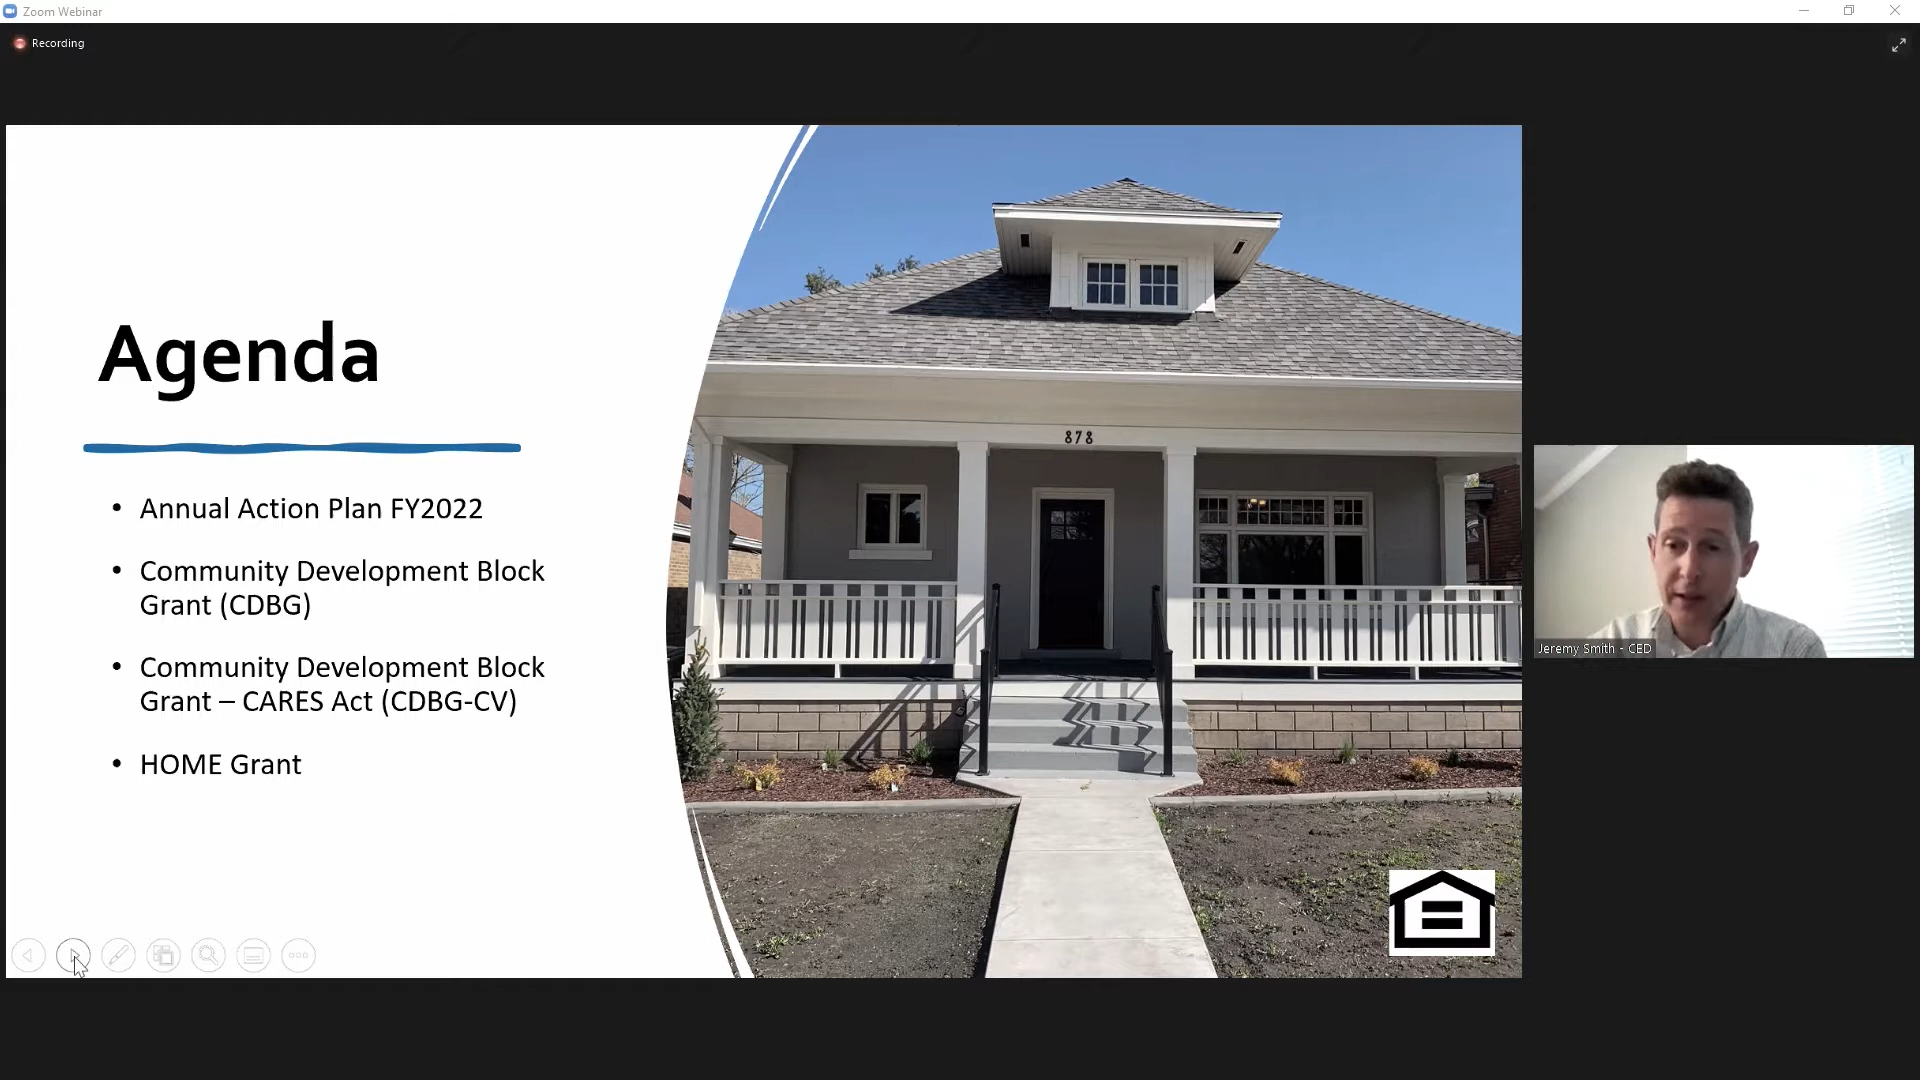 Zoom Webinar
Recording
Agenda
• Annual Action Plan FY2022
• Community Development Block
Grant (CDBG)
• Community Development Block
Grant – CARES Act (CDBG-CV)
• HOME Grant
878
Jeremy Smith - CED